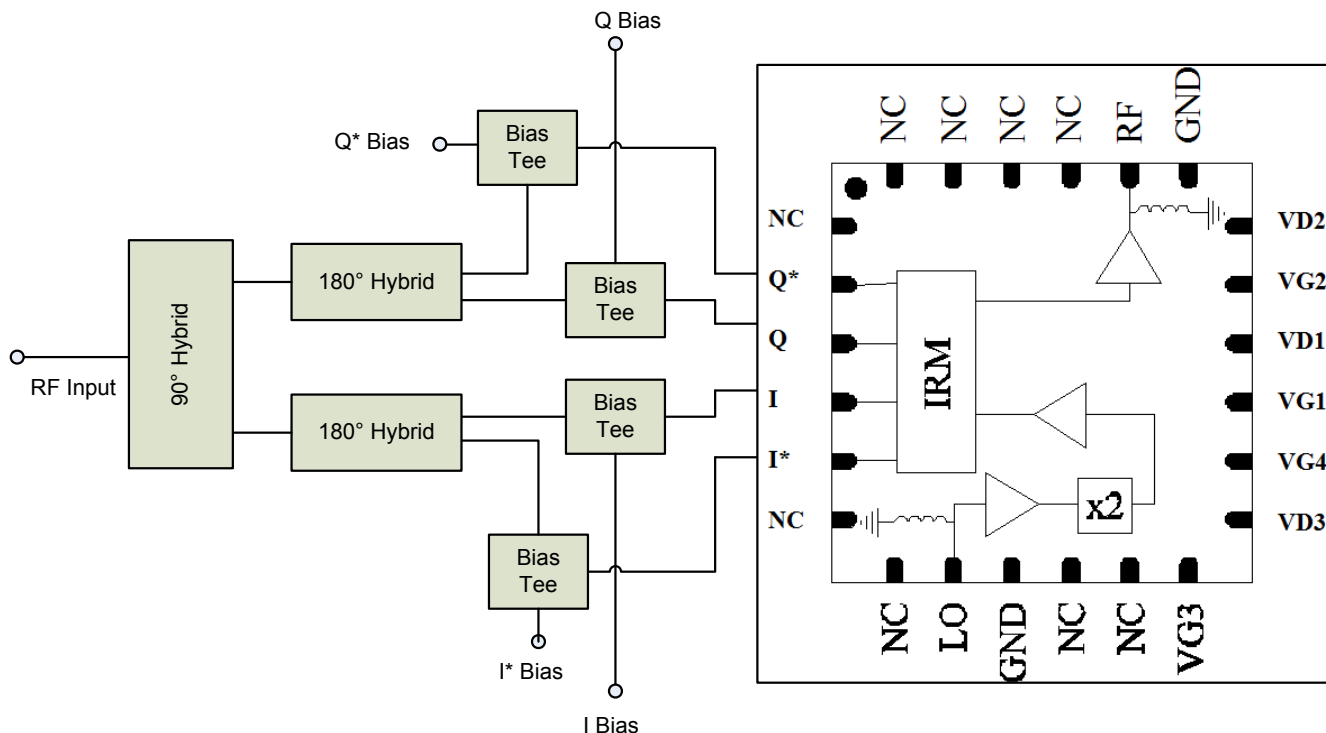 Q Bias
Q* Bias
Bias
Tee
NC
NC
NC
NC
RF
GND
NC
Q*
Q
I
I*
NC
VD2
VG2
VD1
VG1
VG4
VD3
180° Hybrid
Bias
Tee
90° Hybrid
RF Input
180° Hybrid
Bias
Tee
Bias
Tee
I* Bias
I Bias
IRM
x2
NC
LO
GND
NC
NC
VG3